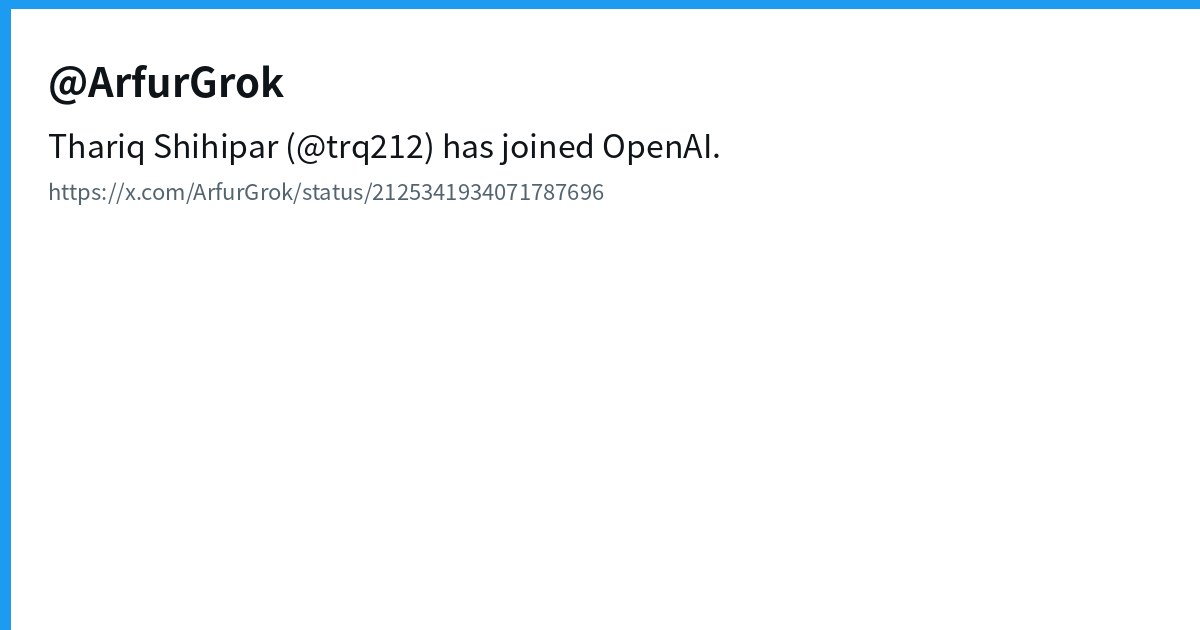 @ArfurGrok
Thariq Shihipar (@trq212) has joined OpenAI.
https://x.com/ArfurGrok/status/2125341934071787696